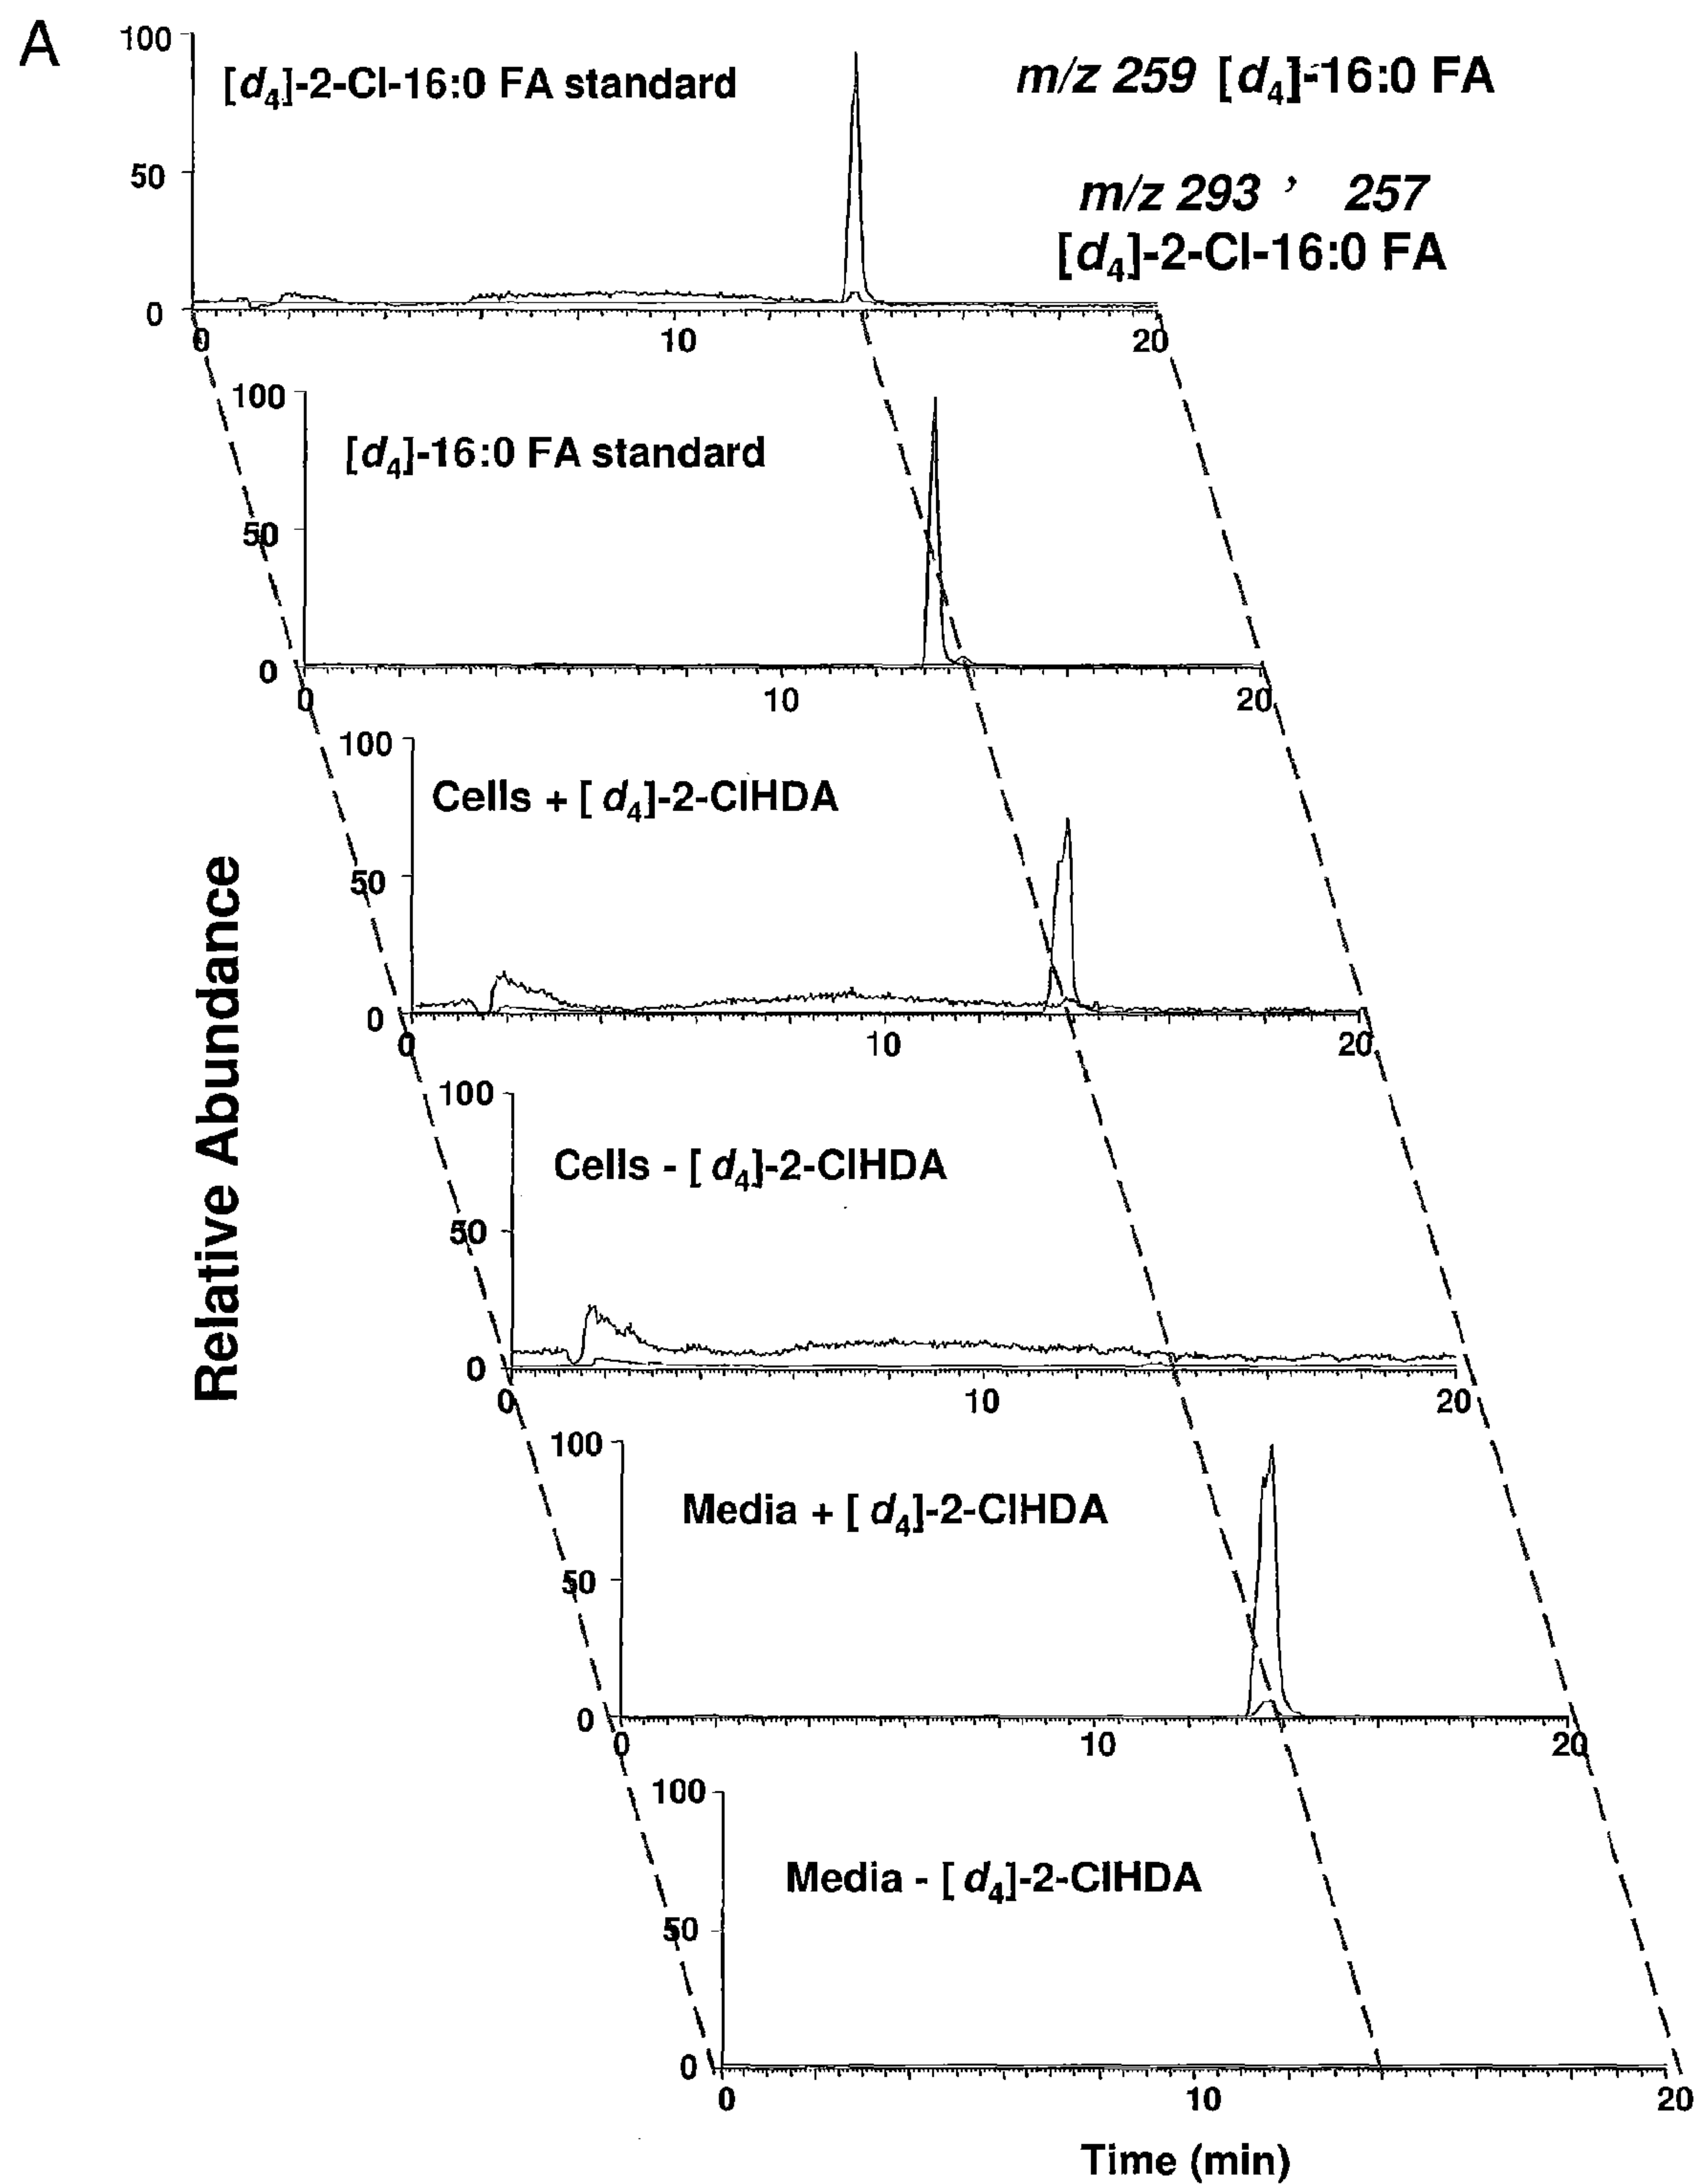 A
100
[d4]-2-Cl-16:0 FA standard
m/z 259 [d4]-16:0 FA
50
m/z 293 ’ 257
[d4]-2-Cl-16:0 FA
0
0 10 20
100
[d4]-16:0 FA standard
50
0
0 10 20
100
Cells + [ d4]-2-ClHDA
50
0
0 10 20
100
Cells - [ d4]-2-ClHDA
50
0
0 10 20
100
Media + [ d4]-2-ClHDA
50
0
0 10 20
100
Media - [ d4]-2-ClHDA
50
0
0 10 20
Relative Abundance
Time (min)